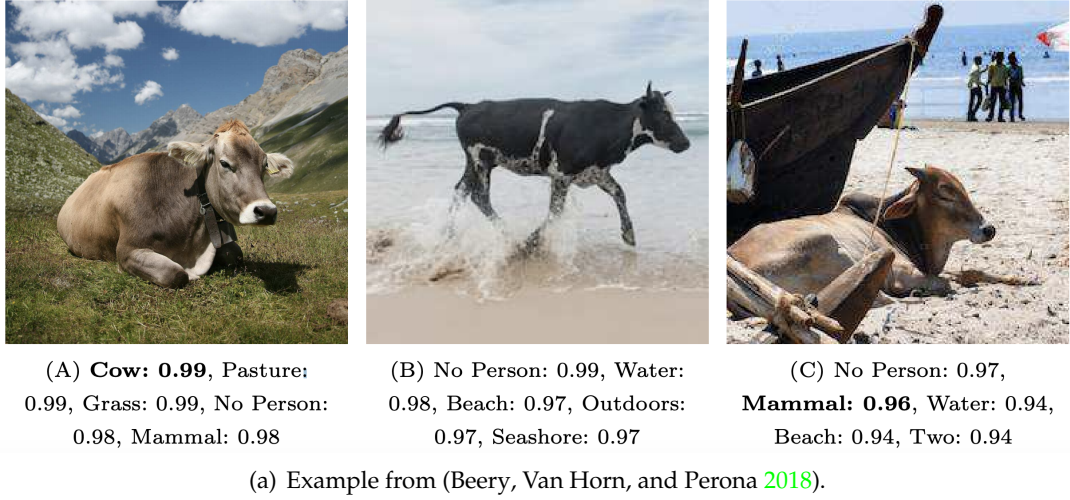 (A) Cow: 0.99, Pasture:
0.99, Grass: 0.99, No Person:
0.98, Mammal: 0.98
(B) No Person: 0.99, Water:
0.98, Beach: 0.97, Outdoors:
0.97, Seashore: 0.97
(C) No Person: 0.97,
Mammal: 0.96, Water: 0.94,
Beach: 0.94, Two: 0.94
(a) Example from (Beery, Van Horn, and Perona 2018).